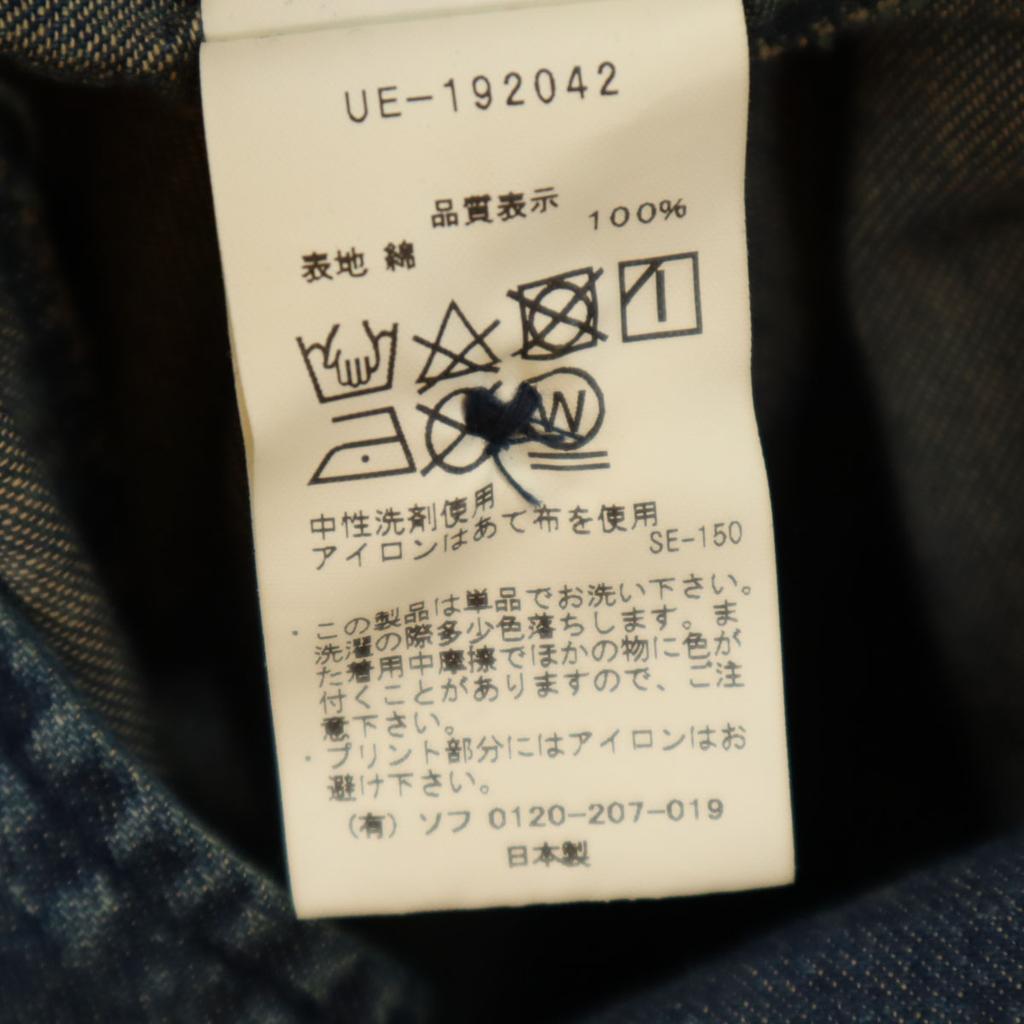 UE-192042
品質表示
表地 綿 100%
W
中性洗剤使用
アイロンはあて布を使用
SE-150
・この製品は単品でお洗い下さい。
洗濯の際多少色落ちします。ま
た着用中摩擦でほかの物に色が
付くことがありますので、ご注
意下さい。
・プリント部分にはアイロンはお
避け下さい。
(有) ソフ 0120-207-019
日本製